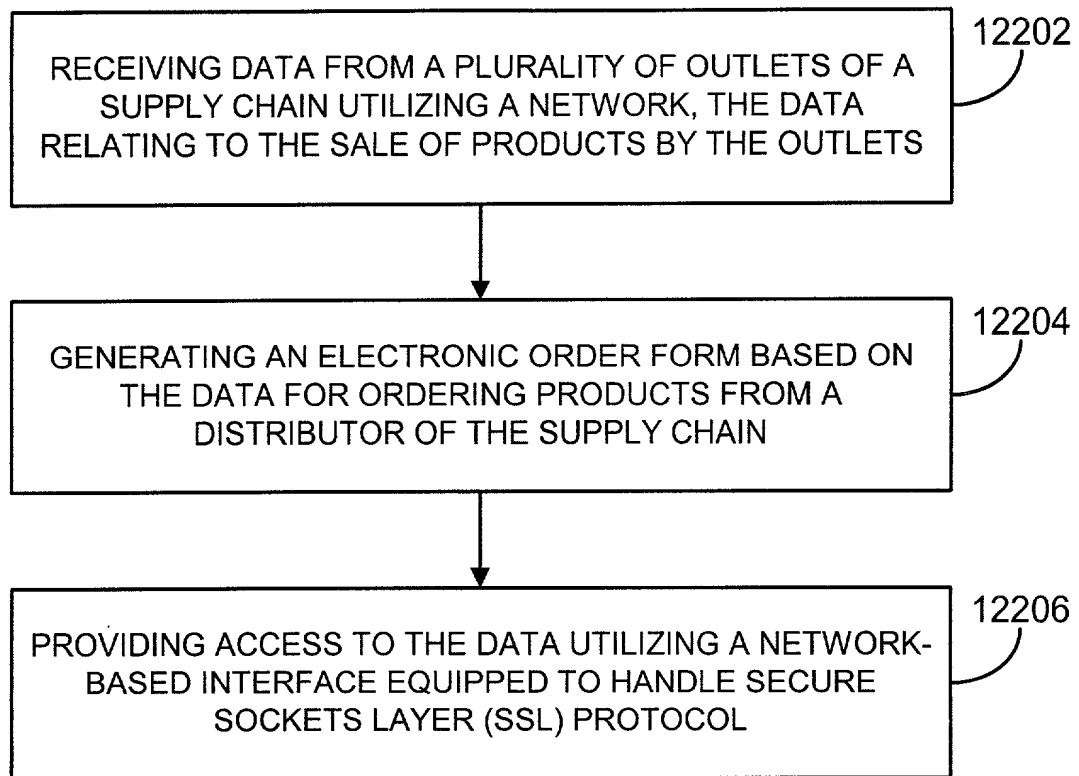 12202
RECEIVING DATA FROM A PLURALITY OF OUTLETS OF A
SUPPLY CHAIN UTILIZING A NETWORK, THE DATA
RELATING TO THE SALE OF PRODUCTS BY THE OUTLETS
12204
GENERATING AN ELECTRONIC ORDER FORM BASED ON
THE DATA FOR ORDERING PRODUCTS FROM A
DISTRIBUTOR OF THE SUPPLY CHAIN
12206
PROVIDING ACCESS TO THE DATA UTILIZING A NETWORK-
BASED INTERFACE EQUIPPED TO HANDLE SECURE
SOCKETS LAYER (SSL) PROTOCOL